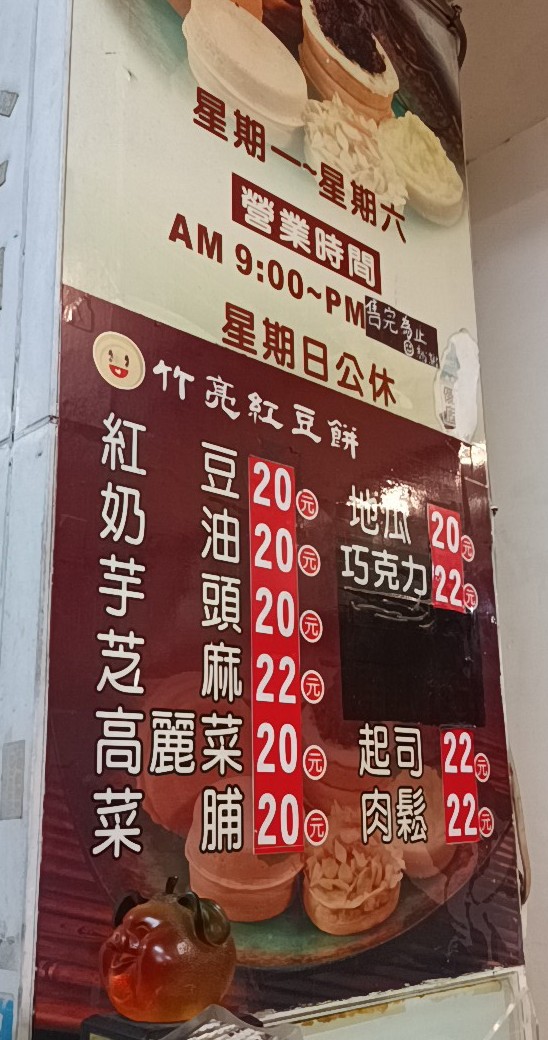 星期一~星期六
營業時間
AM 9:00~PM售完為止
星期日公休
竹亮紅豆餅
紅豆 20元
奶油 20元
芋頭 20元
芝麻 22元
高麗菜 20元
菜脯 20元
地瓜 20元
巧克力 22元
起司 22元
肉鬆 22元